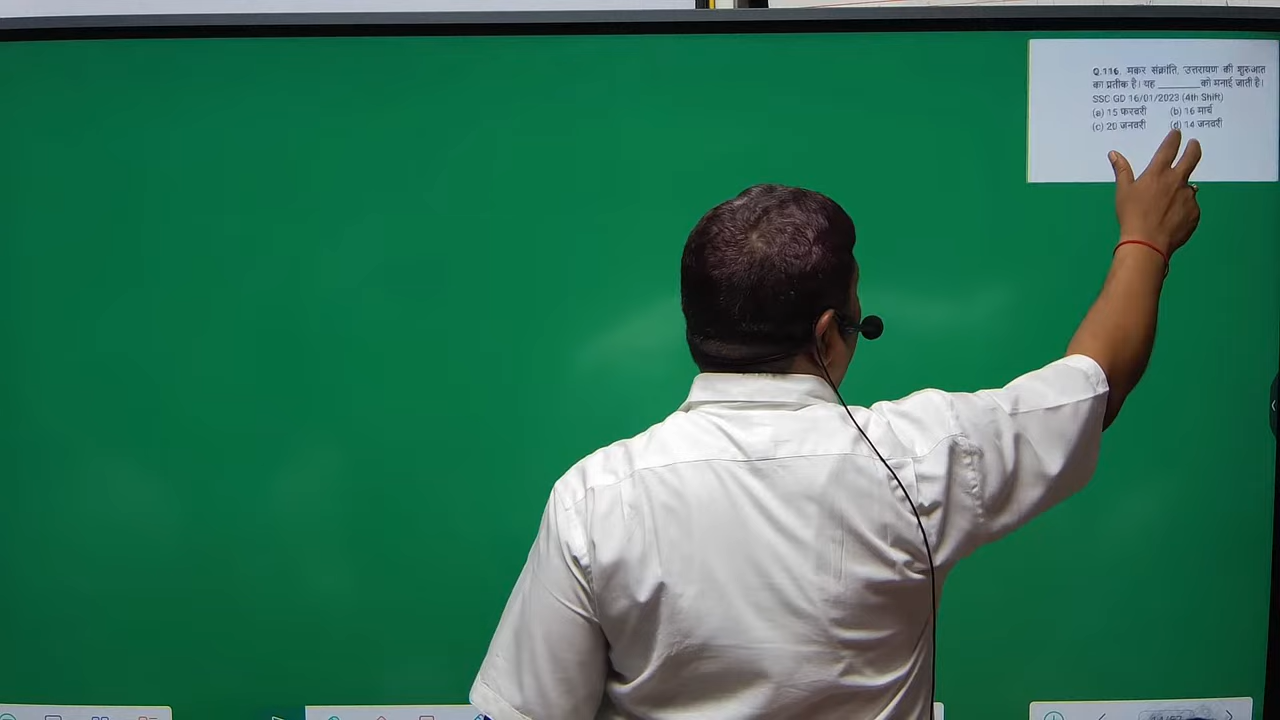 Q.116. मकर संक्रांति, 'उत्तरायण' की शुरुआत
का प्रतीक है। यह ________ को मनाई जाती है।
SSC GD 16/01/2023 (4th Shift)
(a) 15 फरवरी (b) 16 मार्च
(c) 20 जनवरी (d) 14 जनवरी